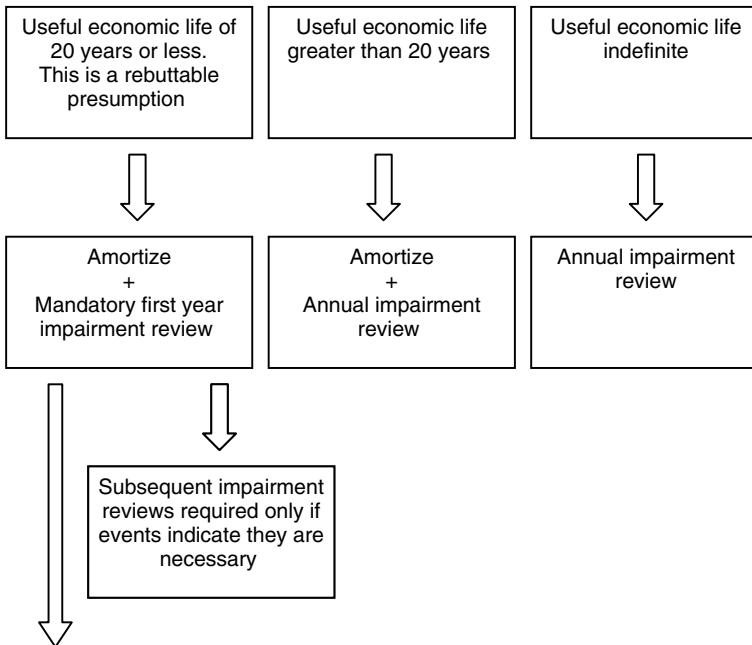 Useful economic life of
20 years or less.
This is a rebuttable
presumption
Useful economic life
greater than 20 years
Useful economic life
indefinite
Amortize
+
Mandatory first year
impairment review
Amortize
+
Annual impairment
review
Annual impairment
review
Subsequent impairment
reviews required only if
events indicate they are
necessary